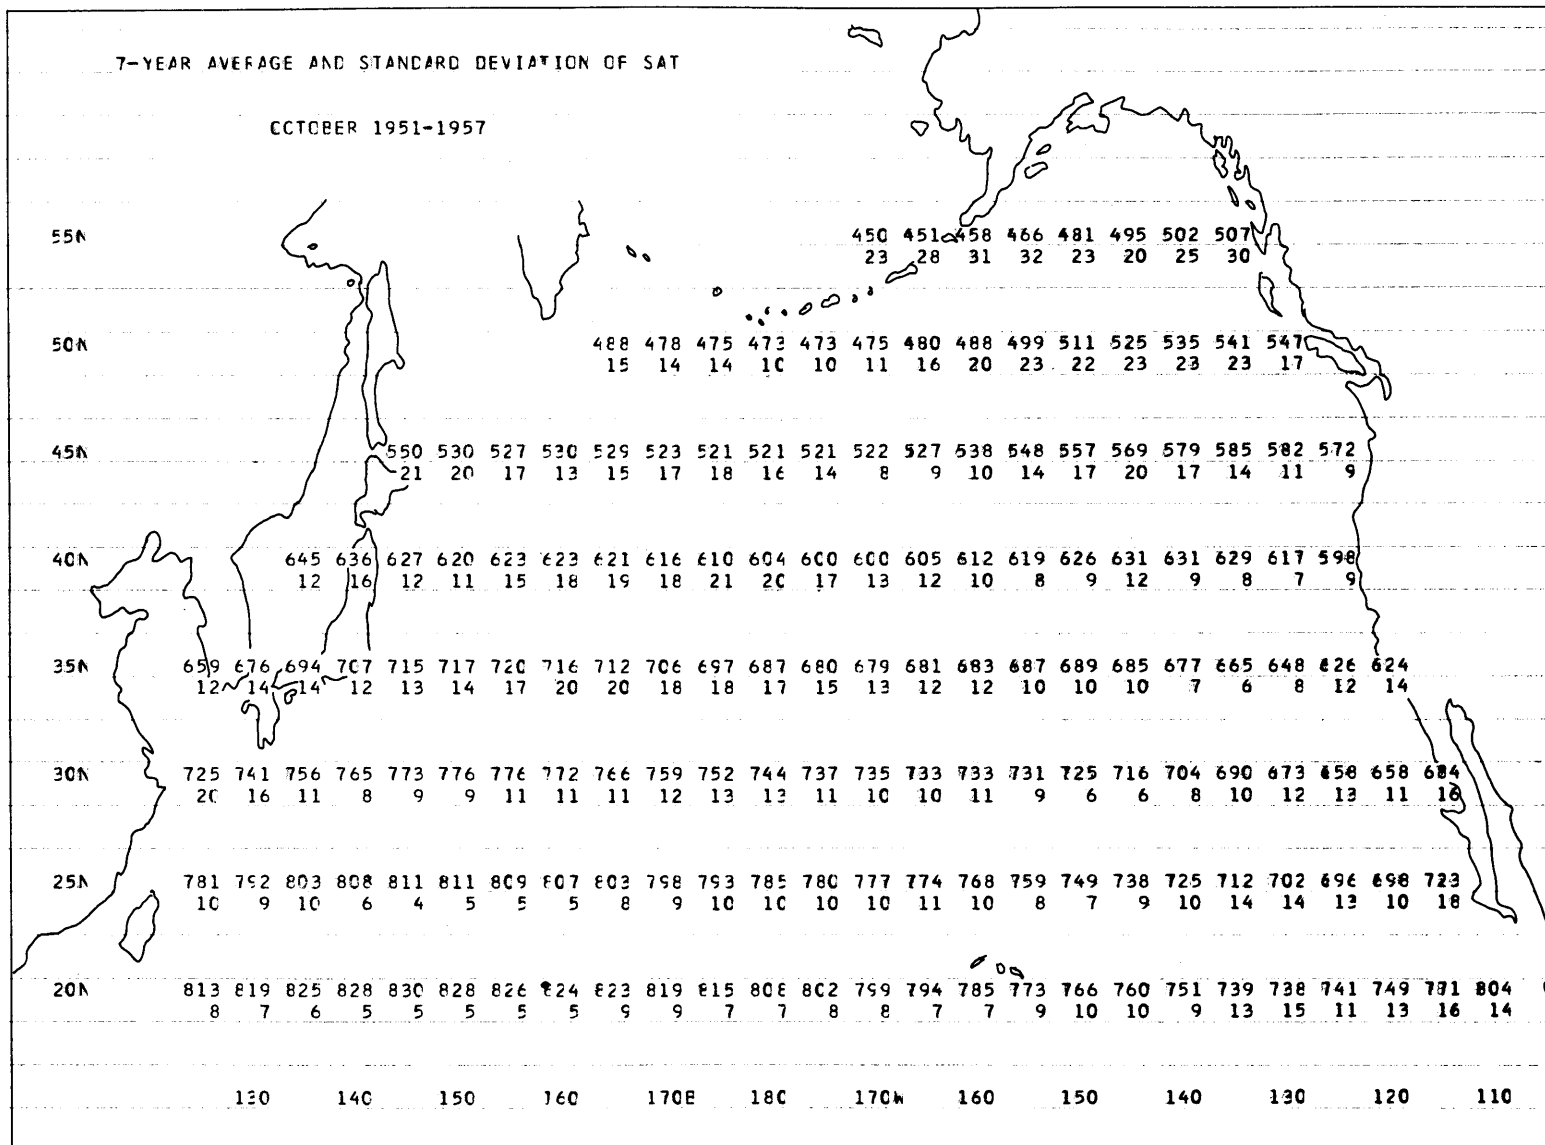 7-YEAR AVERAGE AND STANDARD DEVIATION OF SAT
OCTOBER 1951-1957
55N 450 451 458 466 481 495 502 507
23 28 31 32 23 20 25 30
50N 488 478 475 473 473 475 480 488 499 511 525 535 541 547
15 14 14 10 10 11 16 20 23 22 23 23 23 17
45N 550 530 527 530 529 523 521 521 521 522 527 538 548 557 569 579 585 582 572
21 20 17 13 15 17 18 16 14 8 9 10 14 17 20 17 14 11 9
40N 645 636 627 620 623 623 621 616 610 604 600 600 605 612 619 626 631 631 629 617 598
12 16 12 11 15 18 19 18 21 20 17 13 12 10 8 9 12 9 8 7 9
35N 659 676 694 707 715 717 720 716 712 706 697 687 680 679 681 683 687 689 685 677 665 648 626 624
12 14 14 12 13 14 17 20 20 18 18 17 15 13 12 12 10 10 10 7 6 8 12 14
30N 725 741 756 765 773 776 776 772 766 759 752 744 737 735 733 733 731 725 716 704 690 673 658 658 684
20 16 11 8 9 9 11 11 11 12 13 13 11 10 10 11 9 6 6 8 10 12 13 11 16
25N 781 792 803 808 811 811 809 807 803 798 793 785 780 777 774 768 759 749 738 725 712 702 696 698 723
10 9 10 6 4 5 5 5 8 9 10 10 10 10 11 10 8 7 9 10 14 14 13 10 18
20N 813 819 825 828 830 828 826 824 823 819 815 808 802 799 794 785 773 766 760 751 739 738 741 749 781 804
8 7 6 5 5 5 5 5 9 9 7 7 8 8 7 7 9 10 10 9 13 15 11 13 16 14
130 140 150 160 170E 180 170W 160 150 140 130 120 110